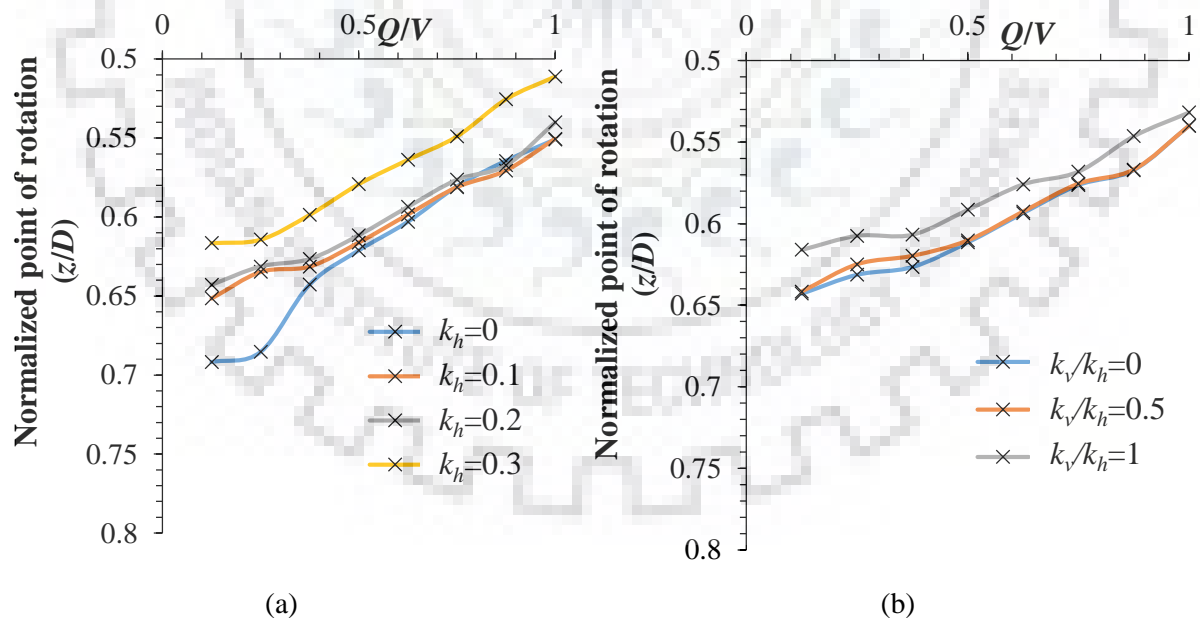 0 0.5 1
Q/V
0.5
0.55
0.6
0.65
0.7
0.75
0.8
Normalized point of rotation
(z/D)
k_h=0
k_h=0.1
k_h=0.2
k_h=0.3
(a)
0 0.5 1
Q/V
0.5
0.55
0.6
0.65
0.7
0.75
0.8
Normalized point of rotation
(z/D)
k_v/k_h=0
k_v/k_h=0.5
k_v/k_h=1
(b)